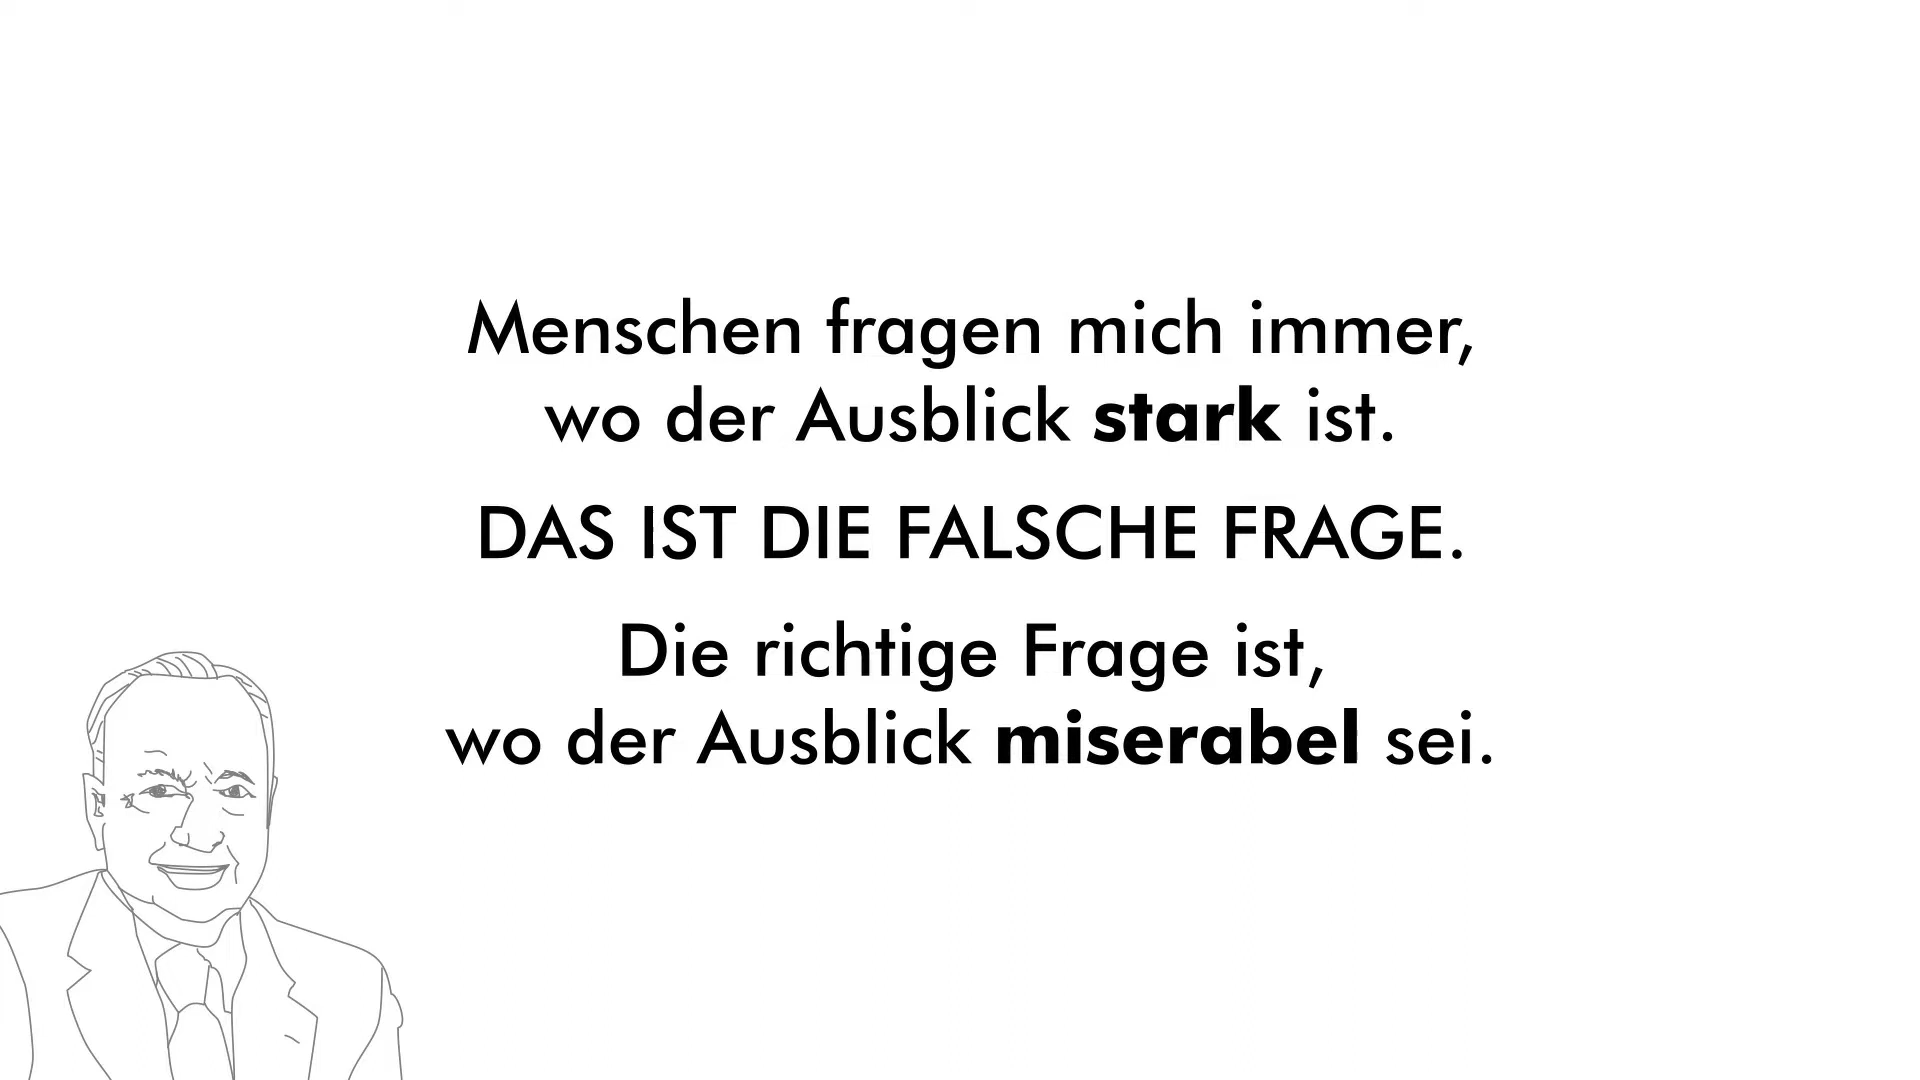 Menschen fragen mich immer,
wo der Ausblick stark ist.
DAS IST DIE FALSCHE FRAGE.
Die richtige Frage ist,
wo der Ausblick miserabel sei.